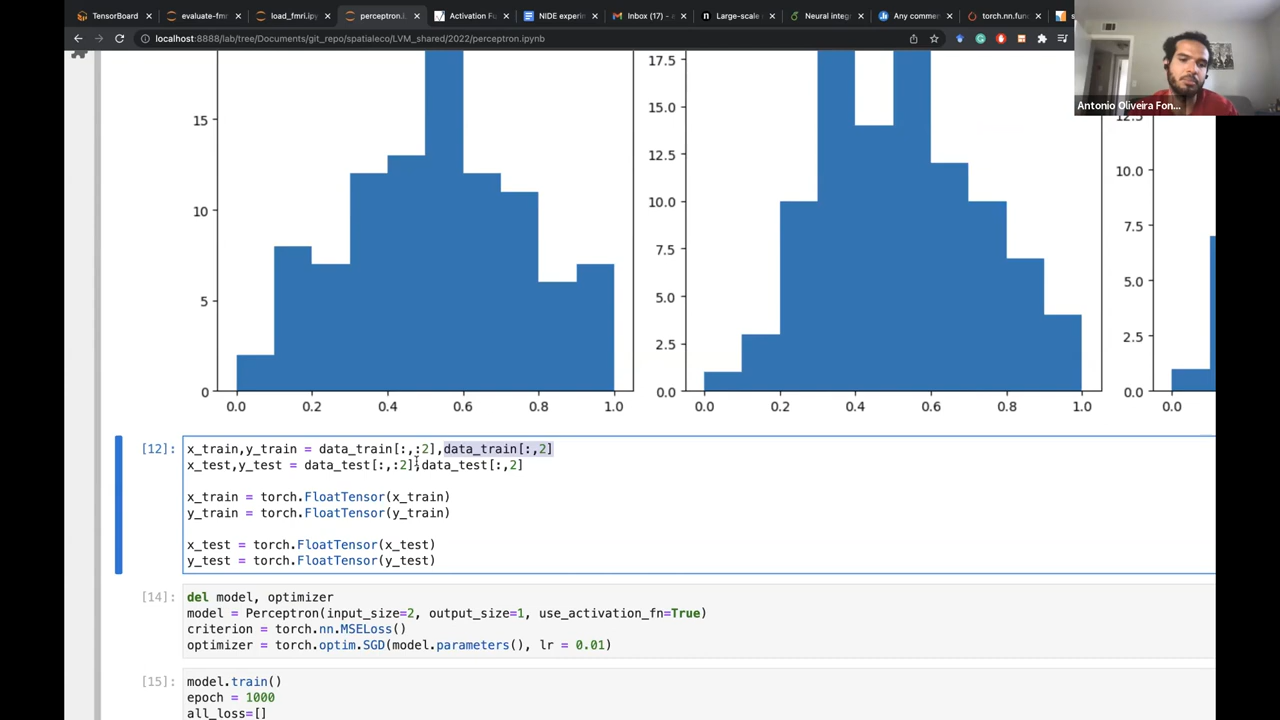 TensorBoard
evaluate-fmr
load_fmri.ipy
perceptron.i
Activation Fu
NIDE experim
Inbox (17) -
Large-scale
Neural integr
Any commen
torch.nn.func
localhost:8888/lab/tree/Documents/git_repo/spatialeco/LVM_shared/2022/perceptron.ipynb
Antonio Oliveira Fon...
15
10
5
0
0.0 0.2 0.4 0.6 0.8 1.0
17.5
15.0
12.5
10.0
7.5
5.0
2.5
0.0
0.0 0.2 0.4 0.6 0.8 1.0
12.5
10.0
7.5
5.0
2.5
0.0
0.0
[12]: x_train,y_train = data_train[:,:2],data_train[:,2]
x_test,y_test = data_test[:,:2],data_test[:,2]
x_train = torch.FloatTensor(x_train)
y_train = torch.FloatTensor(y_train)
x_test = torch.FloatTensor(x_test)
y_test = torch.FloatTensor(y_test)
[14]: del model, optimizer
model = Perceptron(input_size=2, output_size=1, use_activation_fn=True)
criterion = torch.nn.MSELoss()
optimizer = torch.optim.SGD(model.parameters(), lr = 0.01)
[15]: model.train()
epoch = 1000
all_loss=[]